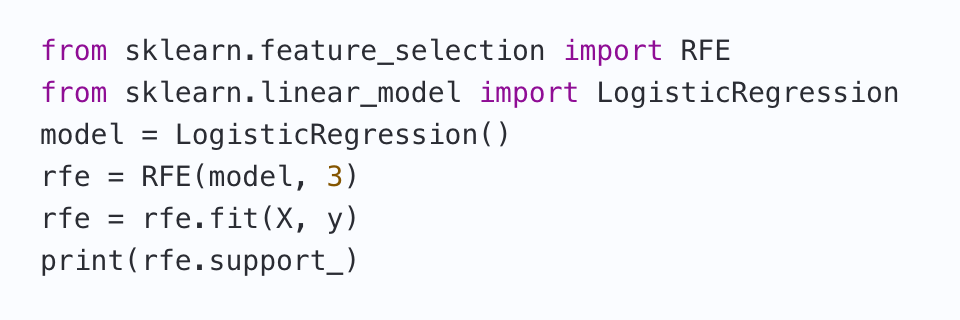 from sklearn.feature_selection import RFE
from sklearn.linear_model import LogisticRegression
model = LogisticRegression()
rfe = RFE(model, 3)
rfe = rfe.fit(X, y)
print(rfe.support_)